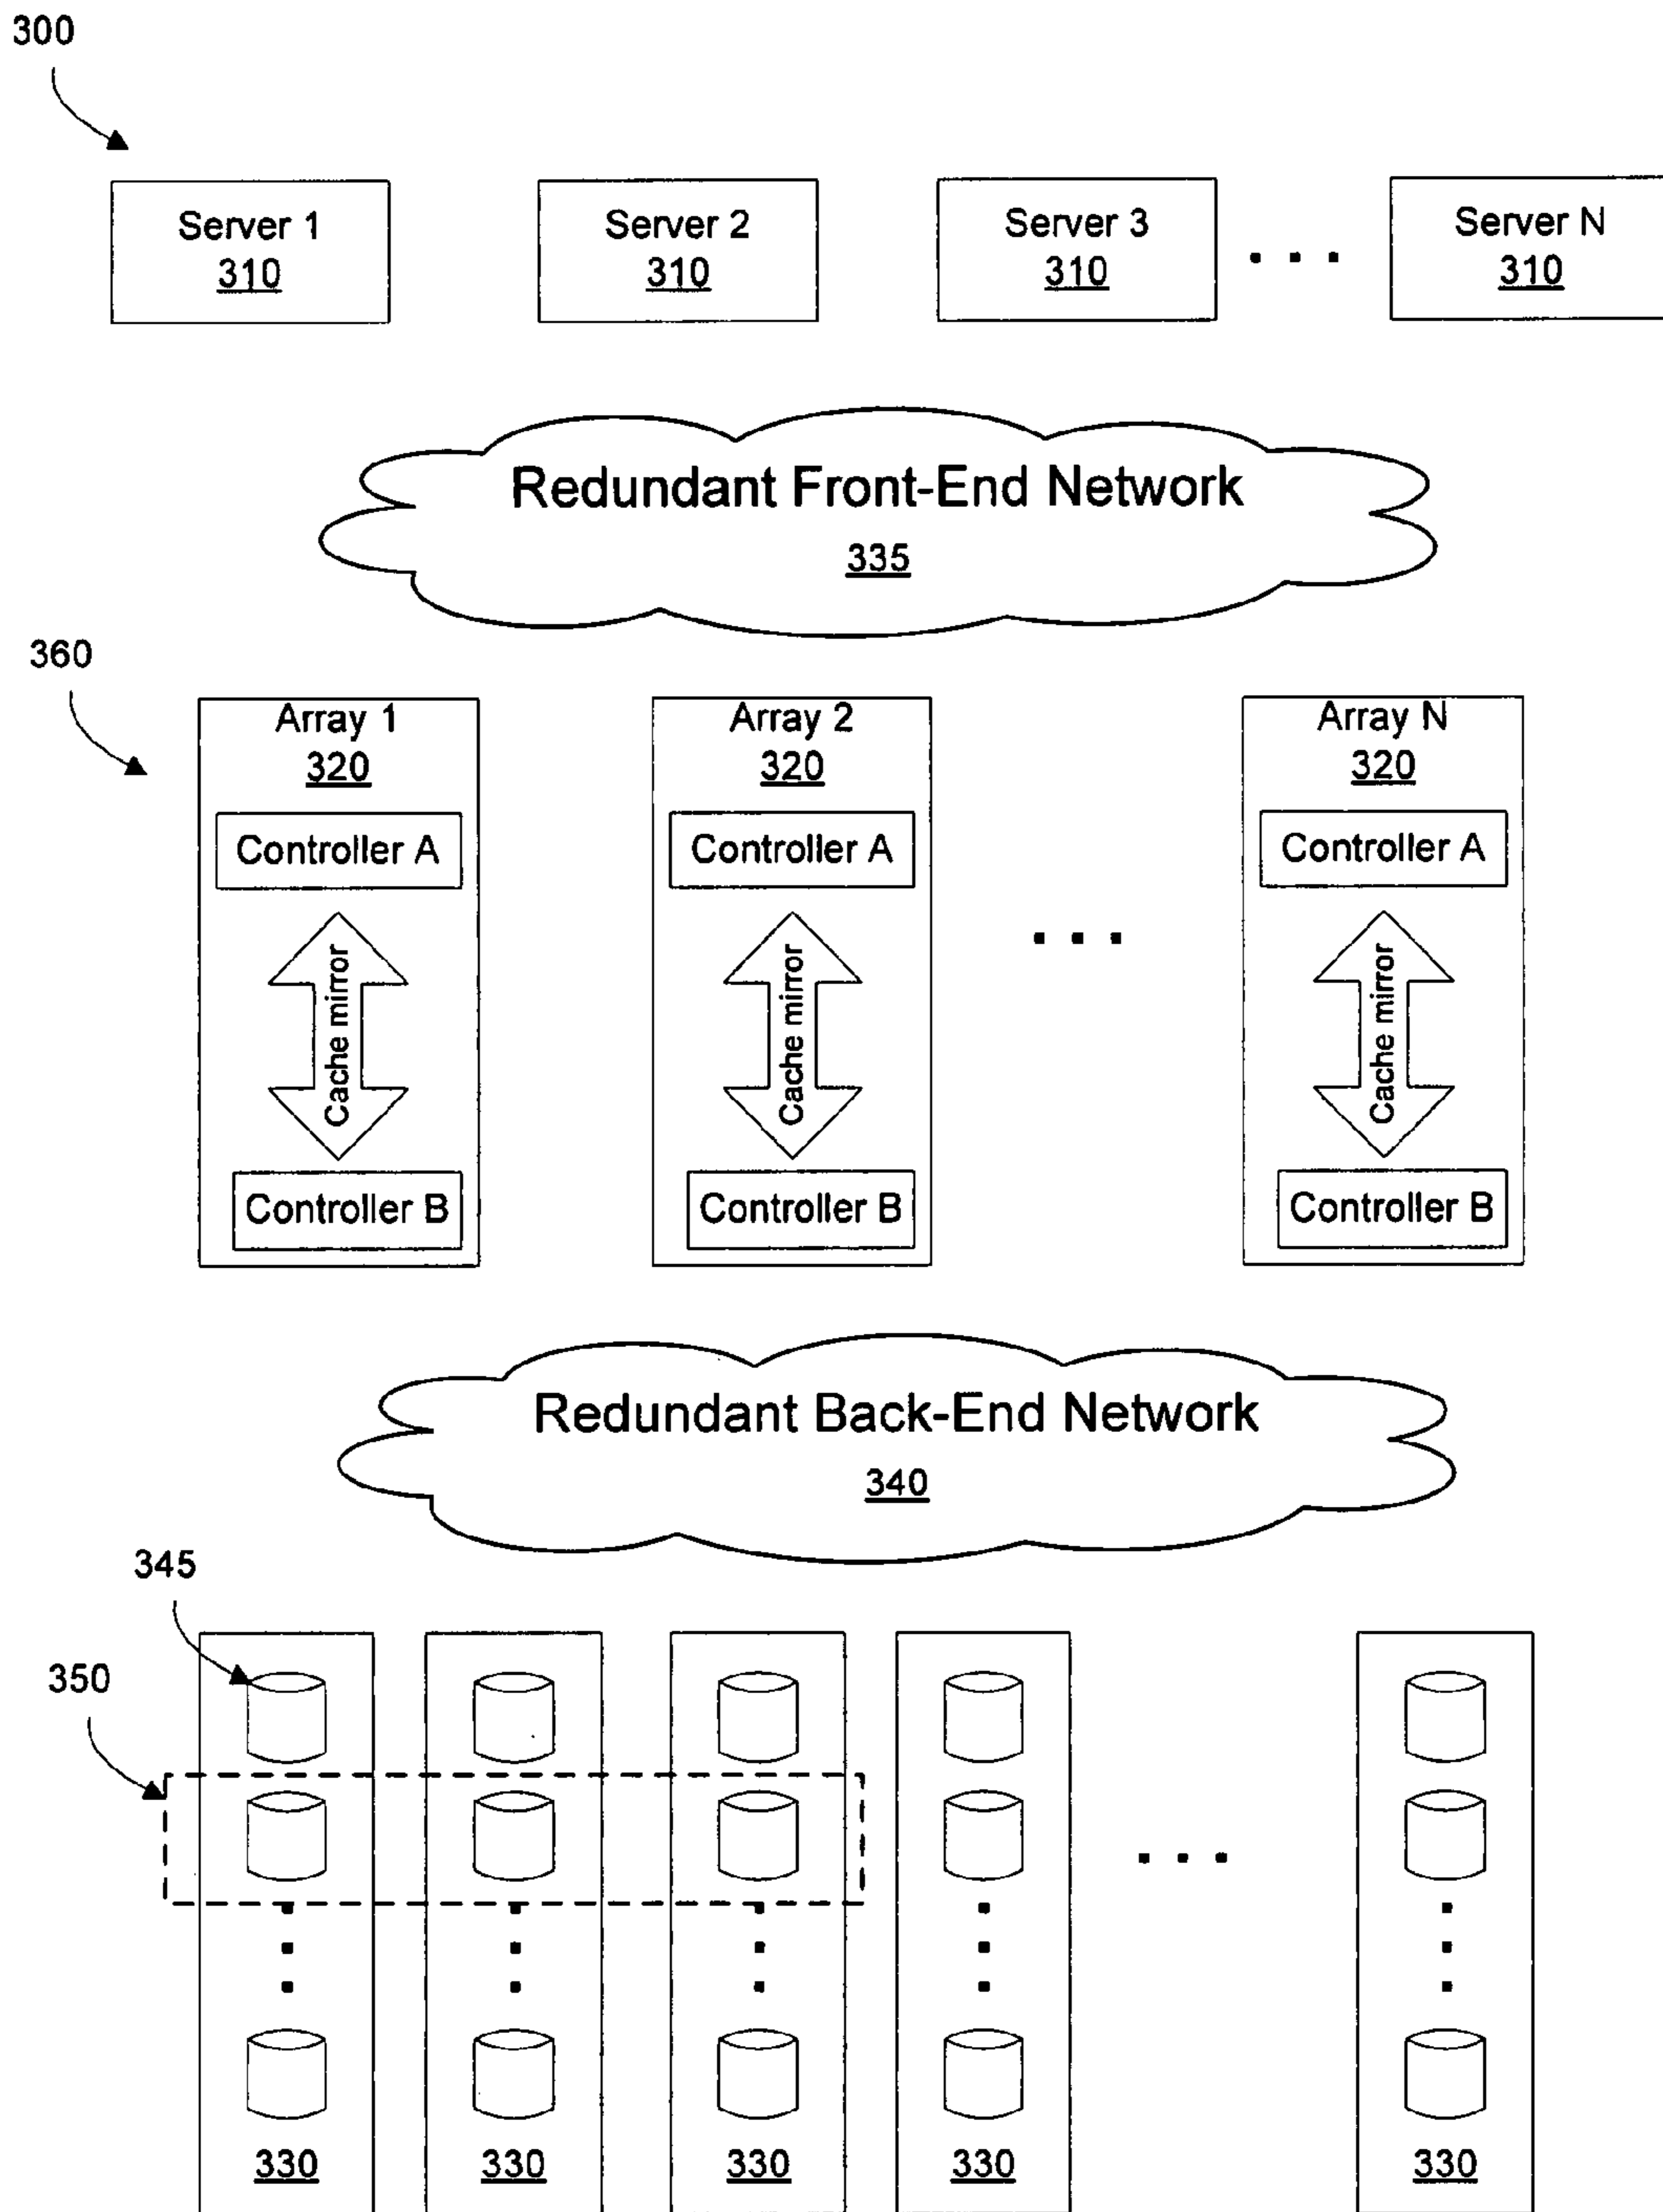 300
Server 1
310
Server 2
310
Server 3
310
Server N
310
Redundant Front-End Network
335
360
Array 1
320
Controller A
Cache mirror
Controller B
Array 2
320
Controller A
Cache mirror
Controller B
Array N
320
Controller A
Cache mirror
Controller B
Redundant Back-End Network
340
345
350
330
330
330
330
330